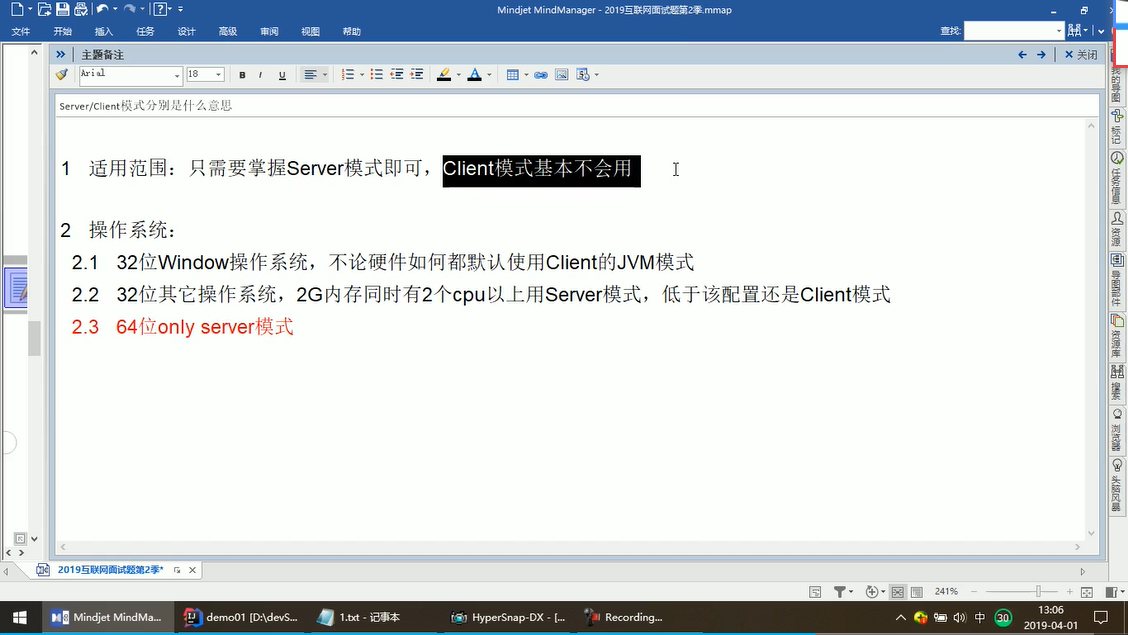 Mindjet MindManager - 2019互联网面试题第2季.mmap
文件 开始 插入 任务 设计 高级 审阅 视图 帮助 查找:
主题备注 关闭
Arial 18 B I U A
Server/Client模式分别是什么意思
1 适用范围：只需要掌握Server模式即可，Client模式基本不会用
2 操作系统：
2.1 32位Window操作系统，不论硬件如何都默认使用Client的JVM模式
2.2 32位其它操作系统，2G内存同时有2个cpu以上用Server模式，低于该配置还是Client模式
2.3 64位only server模式
我的导图
标记
任务信息
资源
导图部件
资源库
搜索
浏览器
头脑风暴
2019互联网面试题第2季*
241%
Mindjet MindMa... demo01 [D:\devS... 1.txt - 记事本 HyperSnap-DX - [... Recording... 中 30 13:06
2019-04-01